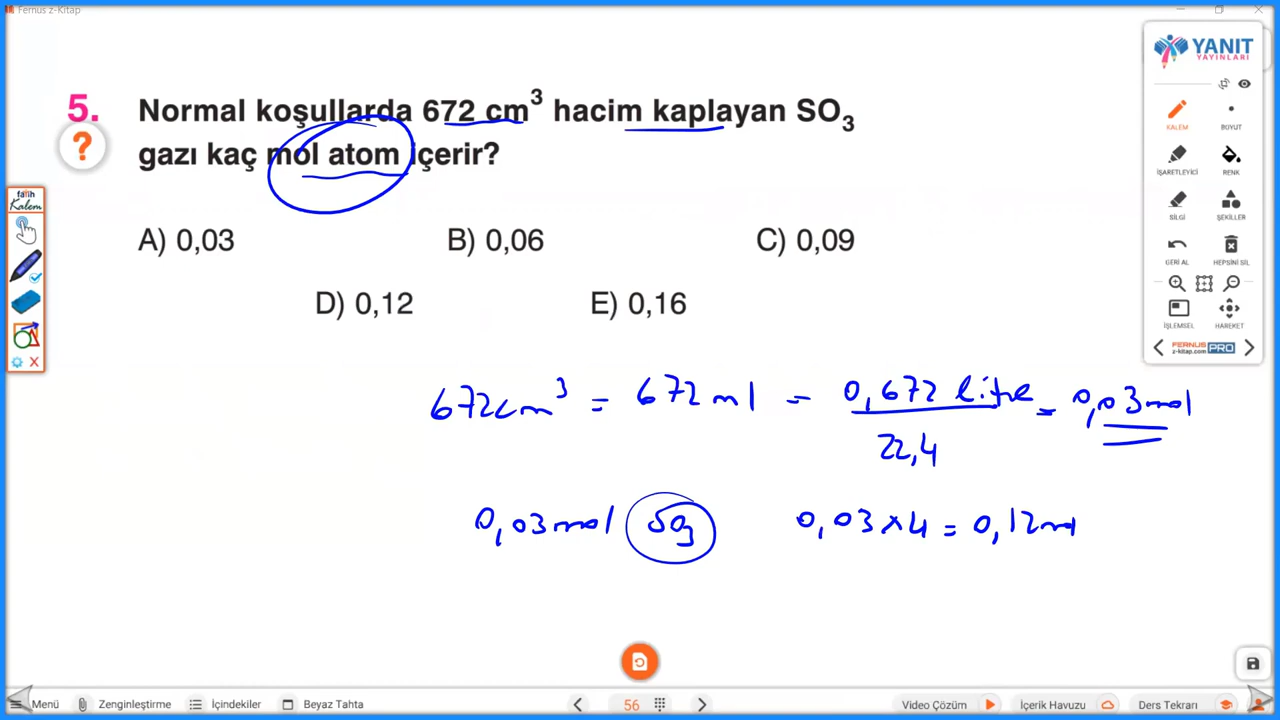 Fernus z-Kitap
YANIT
YAYINLARI
5. Normal koşullarda 672 cm³ hacim kaplayan SO₃
? gazı kaç mol atom içerir?
A) 0,03 B) 0,06 C) 0,09
D) 0,12 E) 0,16
672cm³ = 672 ml = 0,672 litre / 22,4 = 0,03 mol
0,03 mol SO₃ 0,03 x 4 = 0,12 mol
fatih
Kalem
KALEM BOYUT
İŞARETLEYİCİ RENK
SİLGİ ŞEKİLLER
GERİ AL HEPSİNİ SİL
İŞLEMSEL HAREKET
FERNUS
z-kitap.com PRO
Menü Zenginleştirme İçindekiler Beyaz Tahta 56 Video Çözüm İçerik Havuzu Ders Tekrarı